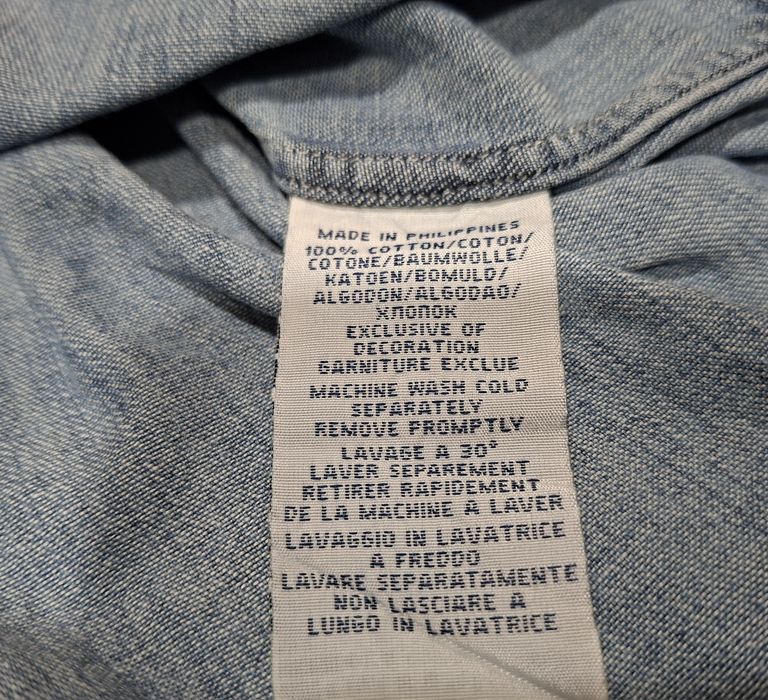 MADE IN PHILIPPINES
100% COTTON/COTON/
COTONE/BAUMWOLLE/
KATOEN/BOMULD/
ALGODON/ALGODAO/
ХЛОПОК
EXCLUSIVE OF
DECORATION
GARNITURE EXCLUE
MACHINE WASH COLD
SEPARATELY
REMOVE PROMPTLY
LAVAGE A 30°
LAVER SEPAREMENT
RETIRER RAPIDEMENT
DE LA MACHINE A LAVER
LAVAGGIO IN LAVATRICE
A FREDDO
LAVARE SEPARATAMENTE
NON LASCIARE A
LUNGO IN LAVATRICE